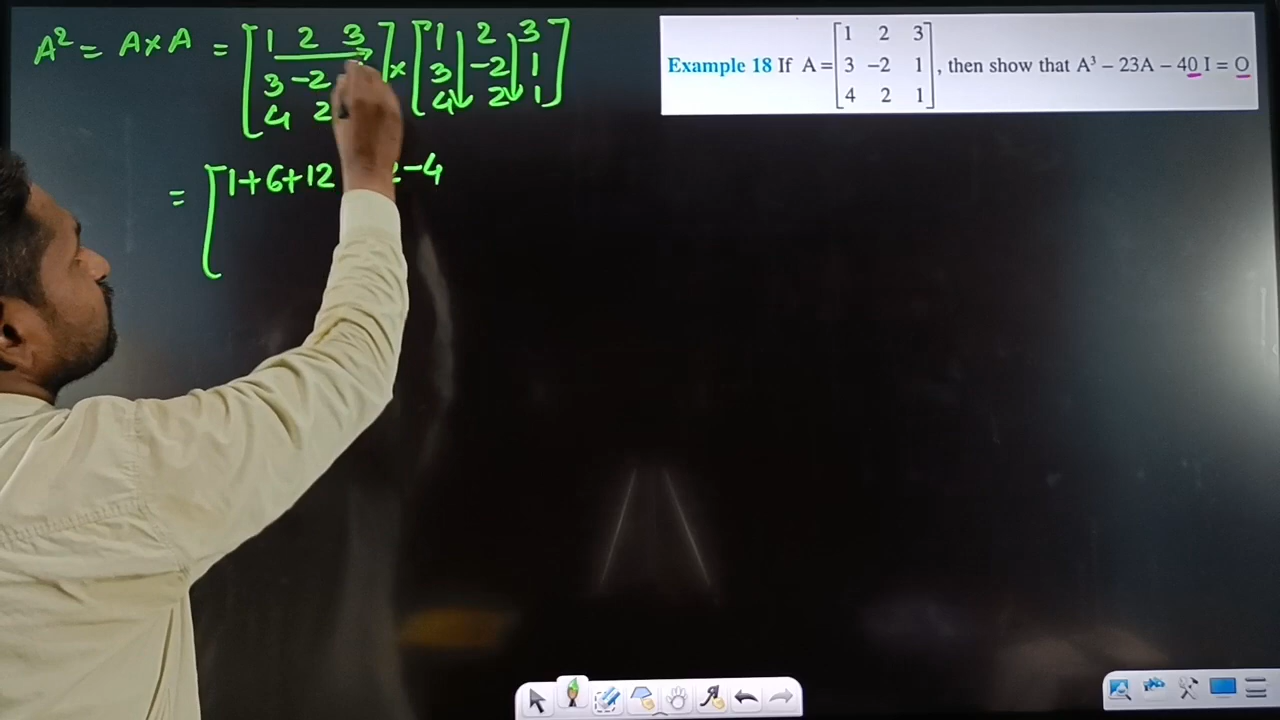 A² = A×A = [1 2 3 × [1 2 3
3 -2 3 -2 1
4 2 4 2 1]
= [1+6+12 2-4
1 2 3
Example 18 If A = 3 −2 1 , then show that A³ − 23A − 40 I = O
4 2 1